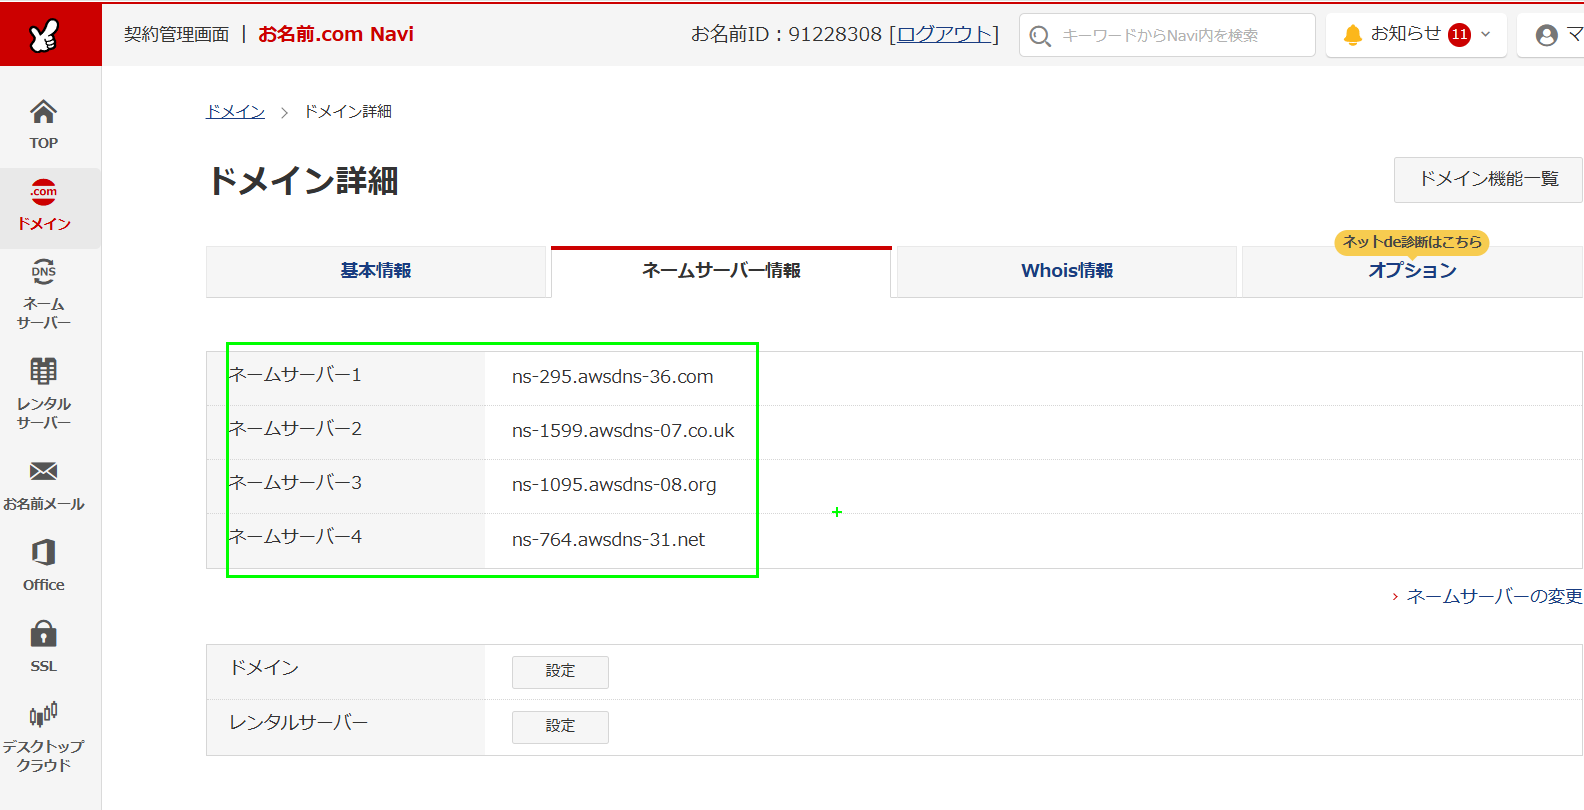 契約管理画面 | お名前.com Navi
お名前ID : 91228308 [ログアウト]
キーワードからNavi内を検索
お知らせ 11
マ
TOP
.com
ドメイン
DNS
ネーム
サーバー
レンタル
サーバー
お名前メール
Office
SSL
デスクトップ
クラウド
ドメイン > ドメイン詳細
ドメイン詳細
ドメイン機能一覧
ネットde診断はこちら
基本情報
ネームサーバー情報
Whois情報
オプション
ネームサーバー1 ns-295.awsdns-36.com
ネームサーバー2 ns-1599.awsdns-07.co.uk
ネームサーバー3 ns-1095.awsdns-08.org
ネームサーバー4 ns-764.awsdns-31.net
› ネームサーバーの変更
ドメイン 設定
レンタルサーバー 設定